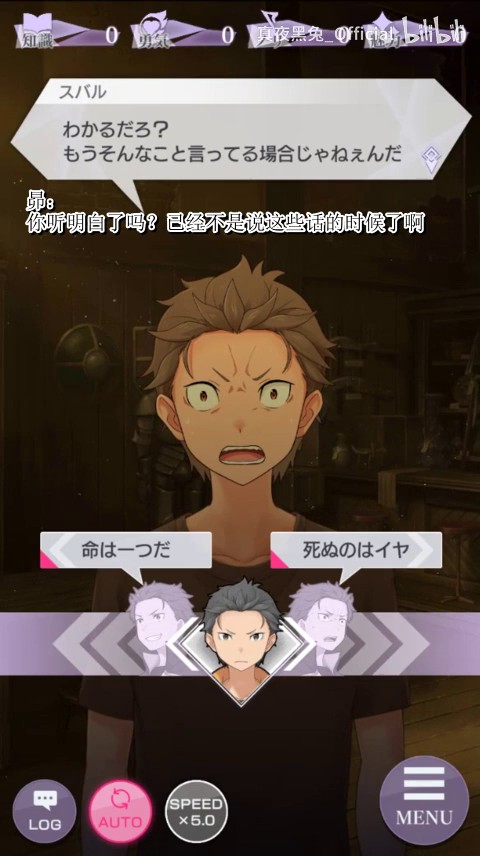 真夜黑兔_Official
bilibili
知識 0
勇気 0
0
魅力 0
スバル
わかるだろ？
もうそんなこと言ってる場合じゃねぇんだ
昴：
你听明白了吗？已经不是说这些话的时候了啊
命は一つだ
死ぬのはイヤ
LOG
AUTO
SPEED
×5.0
MENU